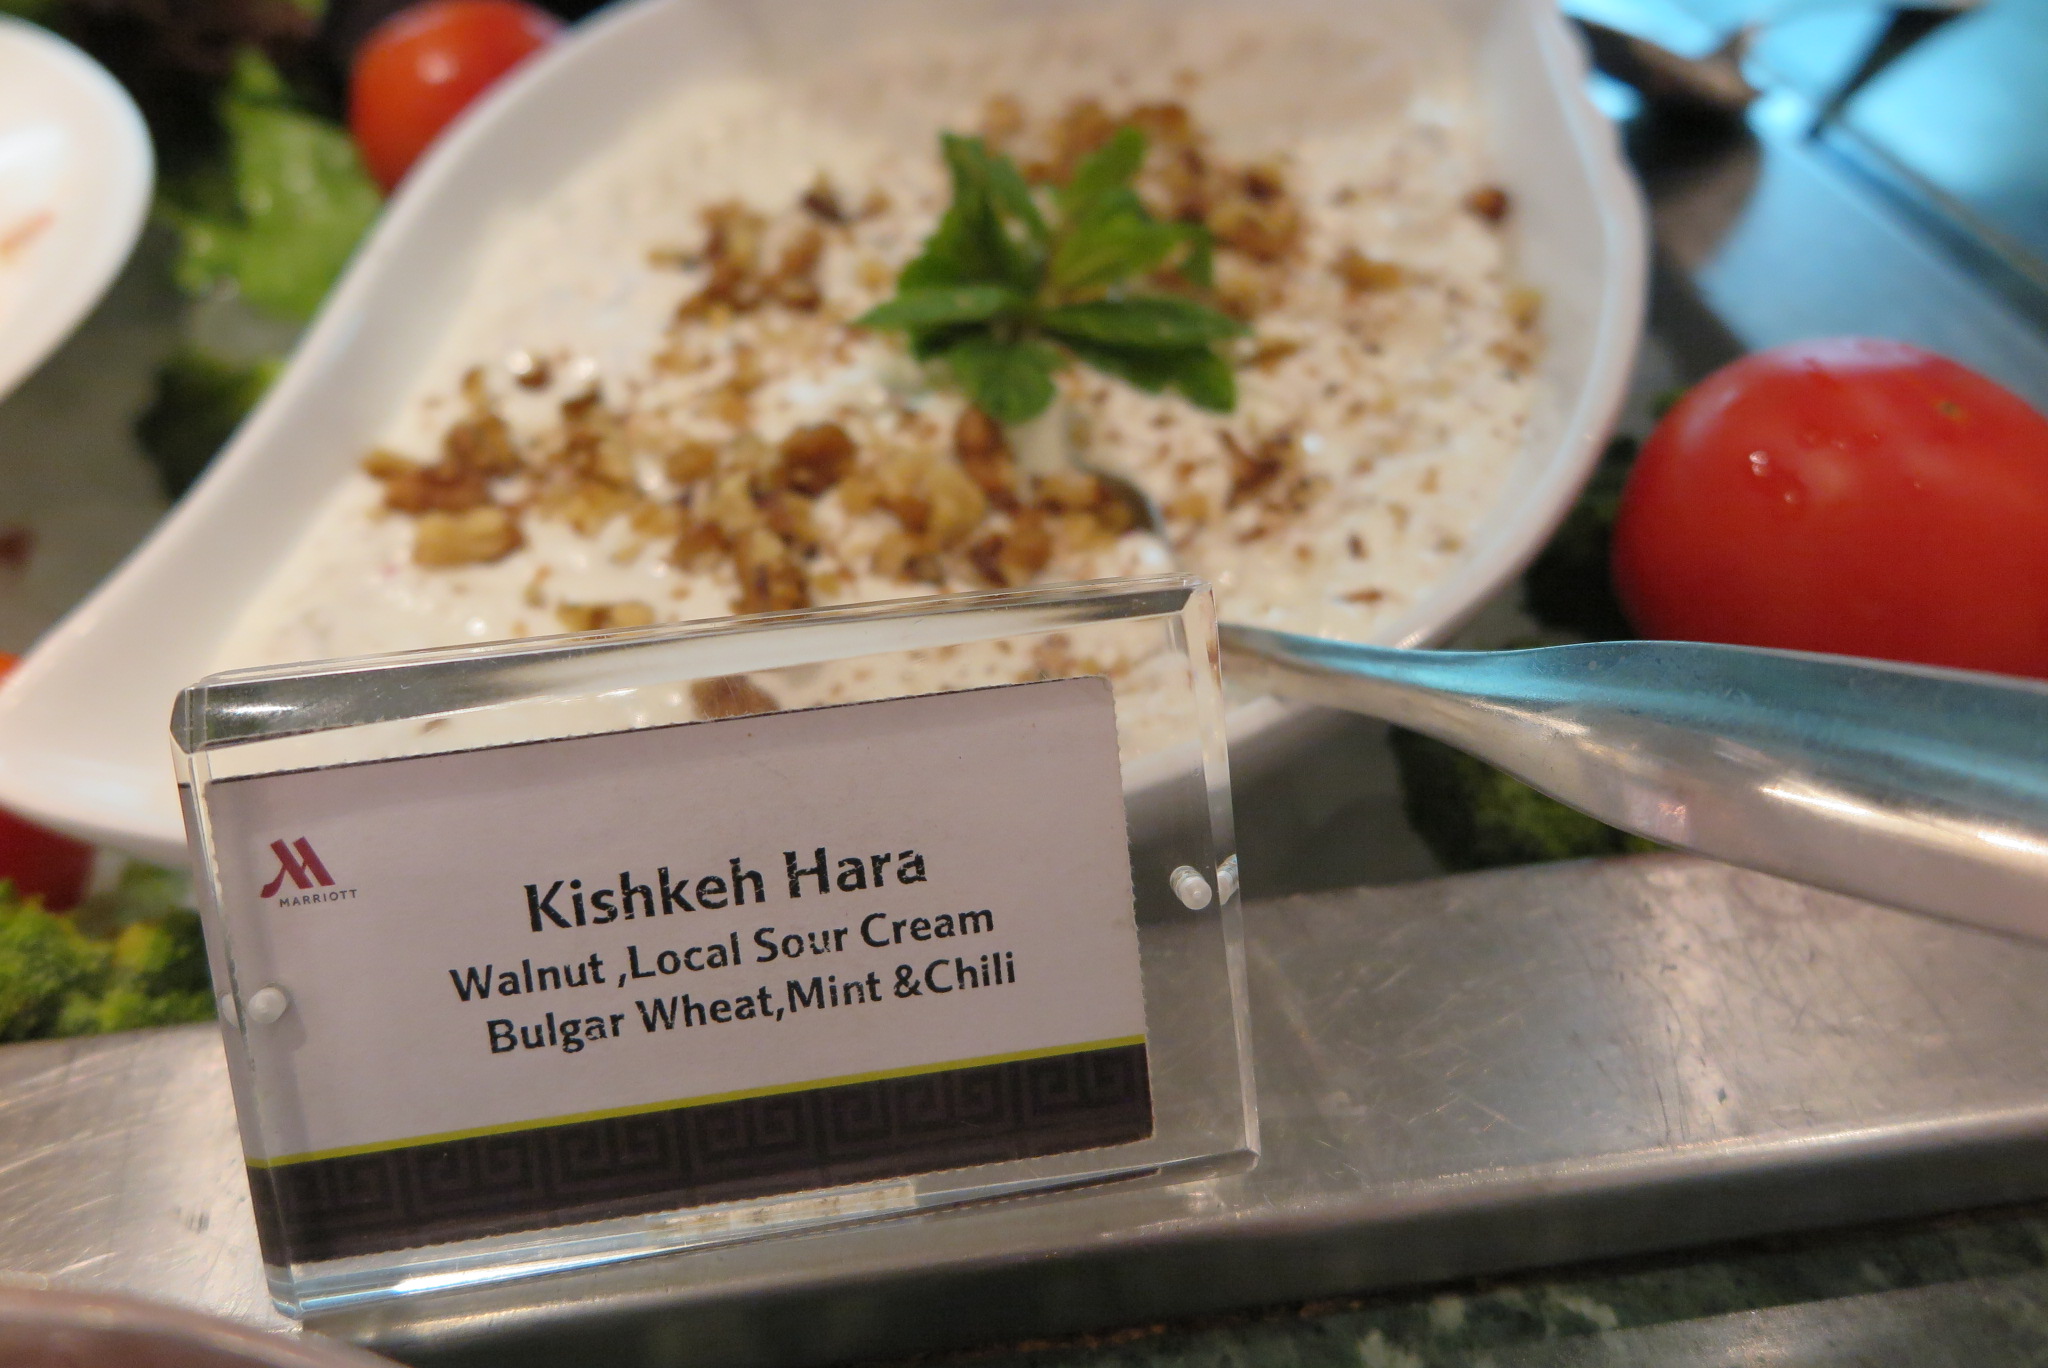 MARRIOTT
Kishkeh Hara
Walnut ,Local Sour Cream
Bulgar Wheat,Mint &Chili